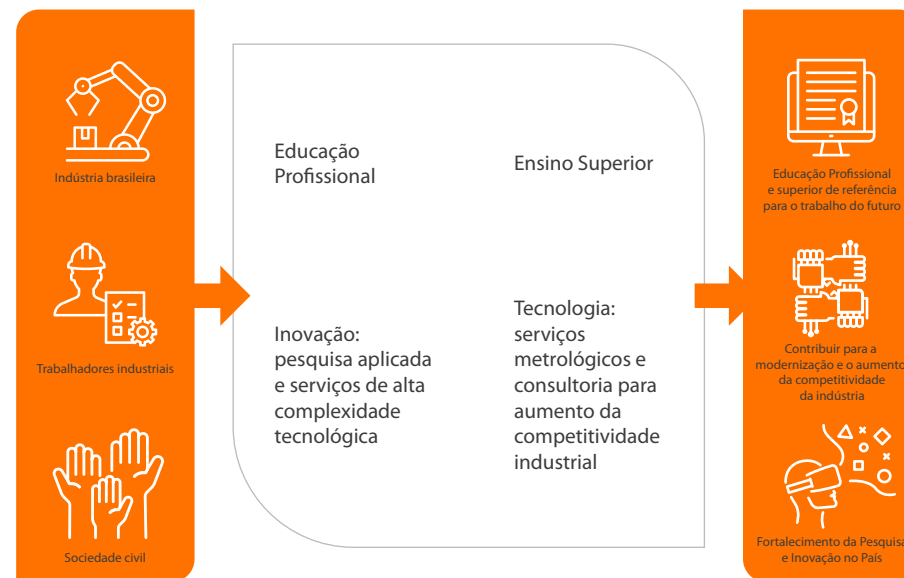 Indústria brasileira
Trabalhadores industriais
Sociedade civil
Educação
Profissional
Ensino Superior
Inovação:
pesquisa aplicada
e serviços de alta
complexidade
tecnológica
Tecnologia:
serviços
metrológicos e
consultoria para
aumento da
competitividade
industrial
Educação Profissional
e superior de referência
para o trabalho do futuro
Contribuir para a
modernização e o aumento
da competitividade
da indústria
Fortalecimento da Pesquisa
e Inovação no País